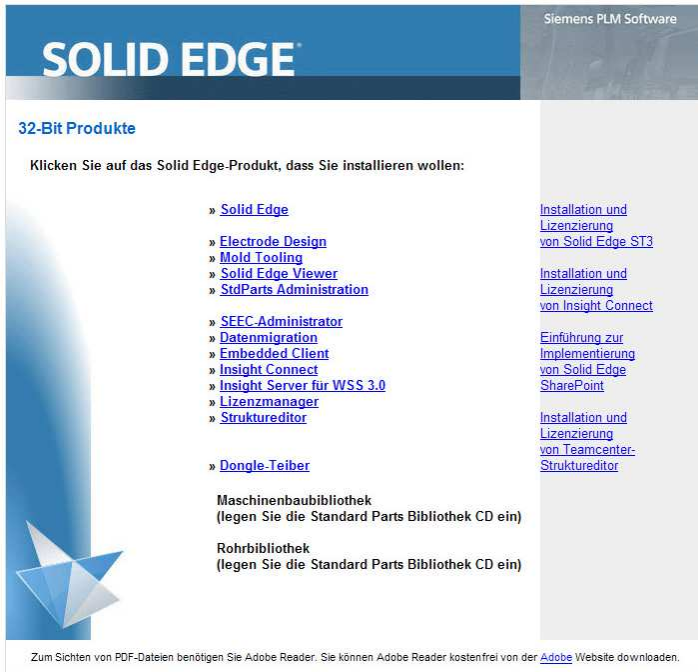 Siemens PLM Software
SOLID EDGE
32-Bit Produkte
Klicken Sie auf das Solid Edge-Produkt, dass Sie installieren wollen:
» Solid Edge
» Electrode Design
» Mold Tooling
» Solid Edge Viewer
» StdParts Administration
» SEEC-Administrator
» Datenmigration
» Embedded Client
» Insight Connect
» Insight Server für WSS 3.0
» Lizenzmanager
» Struktureditor
» Dongle-Teiber
Maschinenbaubibliothek
(legen Sie die Standard Parts Bibliothek CD ein)
Rohrbibliothek
(legen Sie die Standard Parts Bibliothek CD ein)
Installation und
Lizenzierung
von Solid Edge ST3
Installation und
Lizenzierung
von Insight Connect
Einführung zur
Implementierung
von Solid Edge
SharePoint
Installation und
Lizenzierung
von Teamcenter-
Struktureditor
Zum Sichten von PDF-Dateien benötigen Sie Adobe Reader. Sie können Adobe Reader kostenfrei von der Adobe Website downloaden.